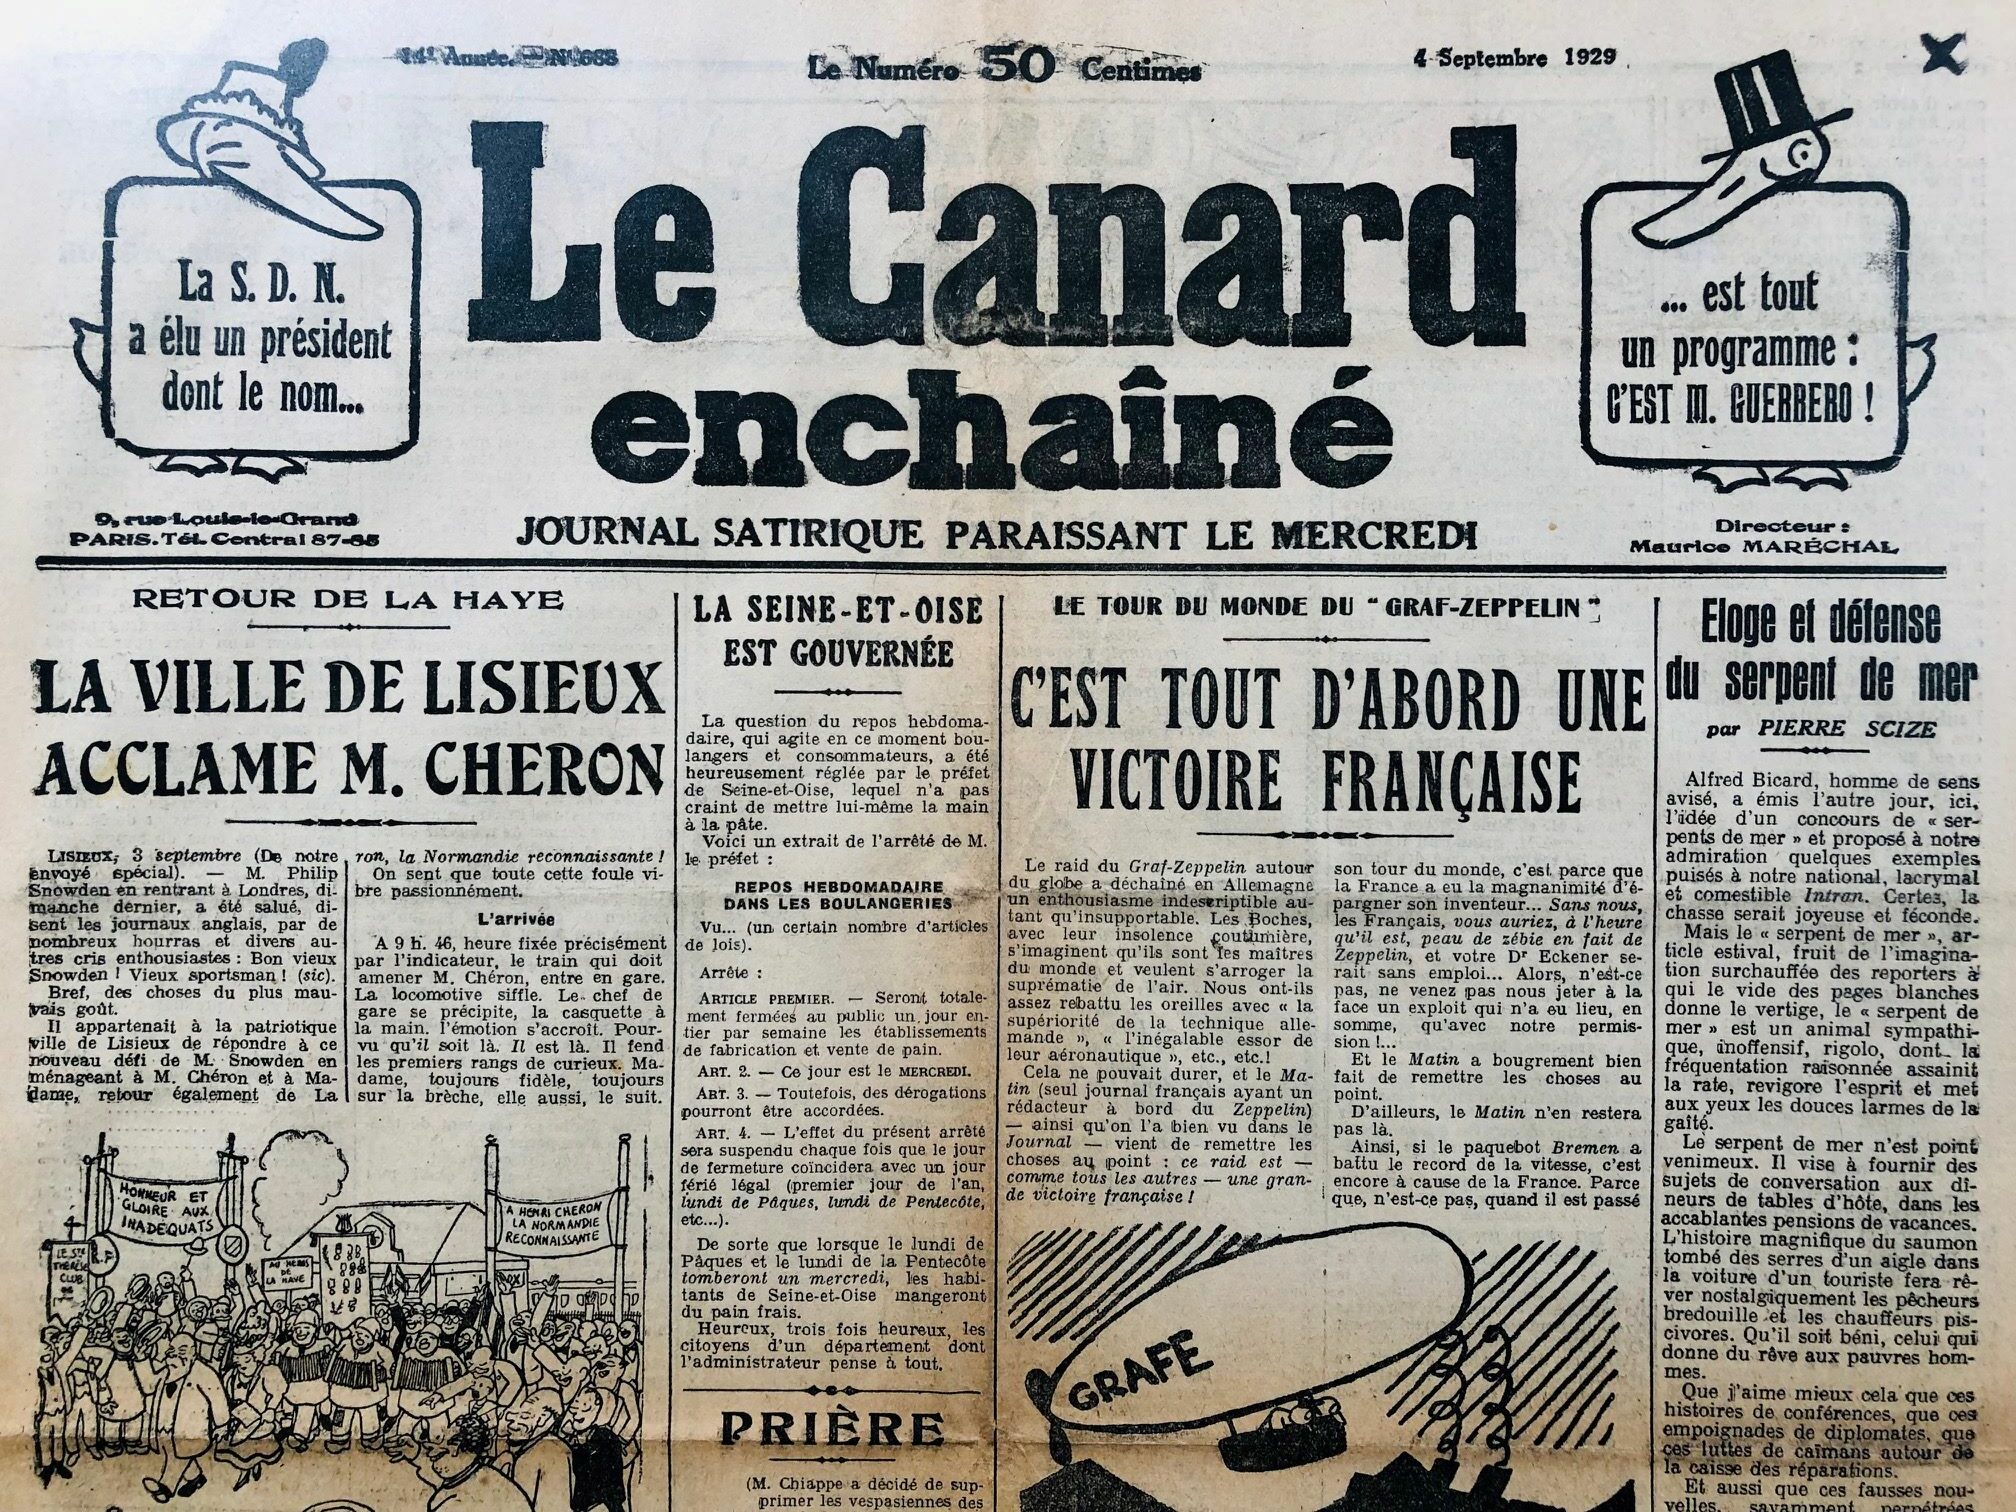 14e Année. — N° 688
Le Numéro 50 Centimes
4 Septembre 1929
La S. D. N.
a élu un président
dont le nom...
Le Canard
enchaîné
... est tout
un programme :
C'EST M. GUERRERO !
9, rue Louis-le-Grand
PARIS. Tél. Central 87-85
JOURNAL SATIRIQUE PARAISSANT LE MERCREDI
Directeur :
Maurice MARÉCHAL
RETOUR DE LA HAYE
LA VILLE DE LISIEUX
ACCLAME M. CHERON
LISIEUX, 3 septembre (De notre
envoyé spécial). — M. Philip
Snowden en rentrant à Londres, di-
manche dernier, a été salué, di-
sent les journaux anglais, par de
nombreux hourras et divers au-
tres cris enthousiastes : Bon vieux
Snowden ! Vieux sportsman ! (sic).
Bref, des choses du plus mau-
vais goût.
Il appartenait à la patriotique
ville de Lisieux de répondre à ce
nouveau défi de M. Snowden en
ménageant à M. Chéron et à Ma-
dame, retour également de La
ron, la Normandie reconnaissante !
On sent que toute cette foule vi-
bre passionnément.
L'arrivée
A 9 h. 46, heure fixée précisément
par l'indicateur, le train qui doit
amener M. Chéron, entre en gare.
La locomotive siffle. Le chef de
gare se précipite, la casquette à
la main. l'émotion s'accroît. Pour-
vu qu'il soit là. Il est là. Il fend
les premiers rangs de curieux. Ma-
dame, toujours fidèle, toujours
sur la brèche, elle aussi, le suit.
HONNEUR ET
GLOIRE AUX
INADEQUATS
A HENRI CHERON
LA NORMANDIE
RECONNAISSANTE
LE STE
THÉRÈSE
CLUB
AU HEROS
DE
LA HAYE
LA SEINE-ET-OISE
EST GOUVERNÉE
La question du repos hebdoma-
daire, qui agite en ce moment bou-
langers et consommateurs, a été
heureusement réglée par le préfet
de Seine-et-Oise, lequel n'a pas
craint de mettre lui-même la main
à la pâte.
Voici un extrait de l'arrêté de M.
le préfet :
REPOS HEBDOMADAIRE
DANS LES BOULANGERIES
Vu... (un certain nombre d'articles
de lois).
Arrête :
ARTICLE PREMIER. — Seront totale-
ment fermées au public un jour en-
tier par semaine les établissements
de fabrication et vente de pain.
ART. 2. — Ce jour est le MERCREDI.
ART. 3. — Toutefois, des dérogations
pourront être accordées.
ART. 4. — L'effet du présent arrêté
sera suspendu chaque fois que le jour
de fermeture coïncidera avec un jour
férié légal (premier jour de l'an,
lundi de Pâques, lundi de Pentecôte,
etc...).
De sorte que lorsque le lundi de
Pâques et le lundi de la Pentecôte
tomberont un mercredi, les habi-
tants de Seine-et-Oise mangeront
du pain frais.
Heureux, trois fois heureux, les
citoyens d'un département dont
l'administrateur pense à tout.
PRIÈRE
(M. Chiappe a décidé de sup-
primer les vespasiennes des
LE TOUR DU MONDE DU "GRAF-ZEPPELIN"
C'EST TOUT D'ABORD UNE
VICTOIRE FRANÇAISE
Le raid du Graf-Zeppelin autour
du globe a déchaîné en Allemagne
un enthousiasme indescriptible au-
tant qu'insupportable. Les Boches,
avec leur insolence coutumière,
s'imaginent qu'ils sont les maîtres
du monde et veulent s'arroger la
suprématie de l'air. Nous ont-ils
assez rebattu les oreilles avec « la
supériorité de la technique alle-
mande », « l'inégalable essor de
leur aéronautique », etc., etc.!
Cela ne pouvait durer, et le Ma-
tin (seul journal français ayant un
rédacteur à bord du Zeppelin)
— ainsi qu'on l'a bien vu dans le
Journal — vient de remettre les
choses au point : ce raid est —
comme tous les autres — une gran-
de victoire française !
son tour du monde, c'est parce que
la France a eu la magnanimité d'é-
pargner son inventeur... Sans nous,
les Français, vous auriez, à l'heure
qu'il est, peau de zébie en fait de
Zeppelin, et votre Dr Eckener se-
rait sans emploi... Alors, n'est-ce
pas, ne venez pas nous jeter à la
face un exploit qui n'a eu lieu, en
somme, qu'avec notre permis-
sion !...
Et le Matin a bougrement bien
fait de remettre les choses au
point.
D'ailleurs, le Matin n'en restera
pas là.
Ainsi, si le paquebot Bremen a
battu le record de la vitesse, c'est
encore à cause de la France. Parce
que, n'est-ce pas, quand il est passé
GRAFE
Eloge et défense
du serpent de mer
par PIERRE SCIZE
Alfred Bicard, homme de sens
avisé, a émis l'autre jour, ici,
l'idée d'un concours de « ser-
pents de mer » et proposé à notre
admiration quelques exemples
puisés à notre national, lacrymal
et comestible Intran. Certes, la
chasse serait joyeuse et féconde.
Mais le « serpent de mer », ar-
ticle estival, fruit de l'imagina-
tion surchauffée des reporters à
qui le vide des pages blanches
donne le vertige, le « serpent de
mer » est un animal sympathi-
que, inoffensif, rigolo, dont la
fréquentation raisonnée assainit
la rate, revigore l'esprit et met
aux yeux les douces larmes de la
gaîté.
Le serpent de mer n'est point
venimeux. Il vise à fournir des
sujets de conversation aux dî-
neurs de tables d'hôte, dans les
accablantes pensions de vacances.
L'histoire magnifique du saumon
tombé des serres d'un aigle dans
la voiture d'un touriste fera rê-
ver nostalgiquement les pêcheurs
bredouille et les chauffeurs pis-
civores. Qu'il soit béni, celui qui
donne du rêve aux pauvres hom-
mes.
Que j'aime mieux cela que ces
histoires de conférences, que ces
empoignades de diplomates, que
ces luttes de caïmans autour de
la caisse des réparations.
Et aussi que ces fausses nou-
velles, savamment perpétrées